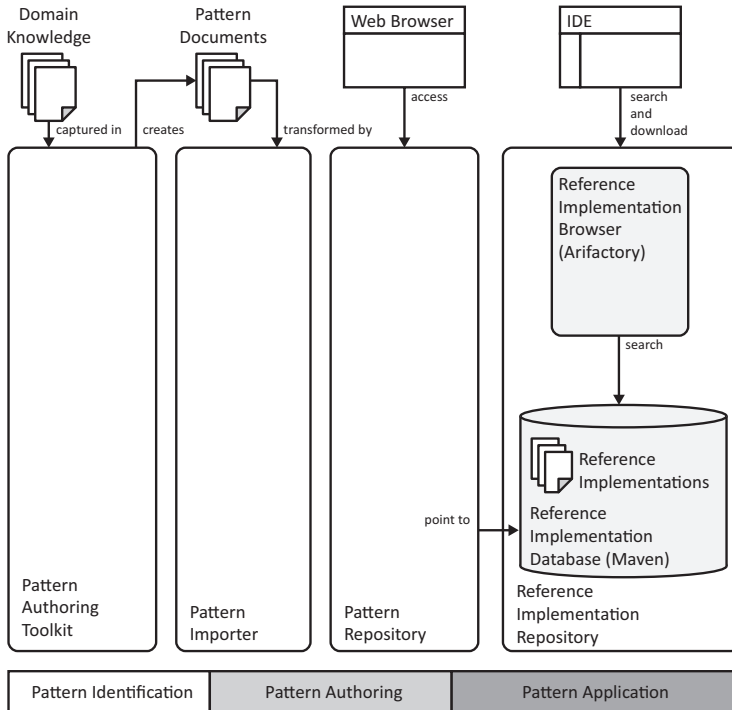 Domain
Knowledge
Pattern
Documents
Web Browser
IDE
captured in
creates
transformed by
access
search
and
download
Reference
Implementation
Browser
(Arifactory)
search
Reference
Implementations
Reference
Implementation
Database (Maven)
point to
Pattern
Authoring
Toolkit
Pattern
Importer
Pattern
Repository
Reference
Implementation
Repository
Pattern Identification
Pattern Authoring
Pattern Application